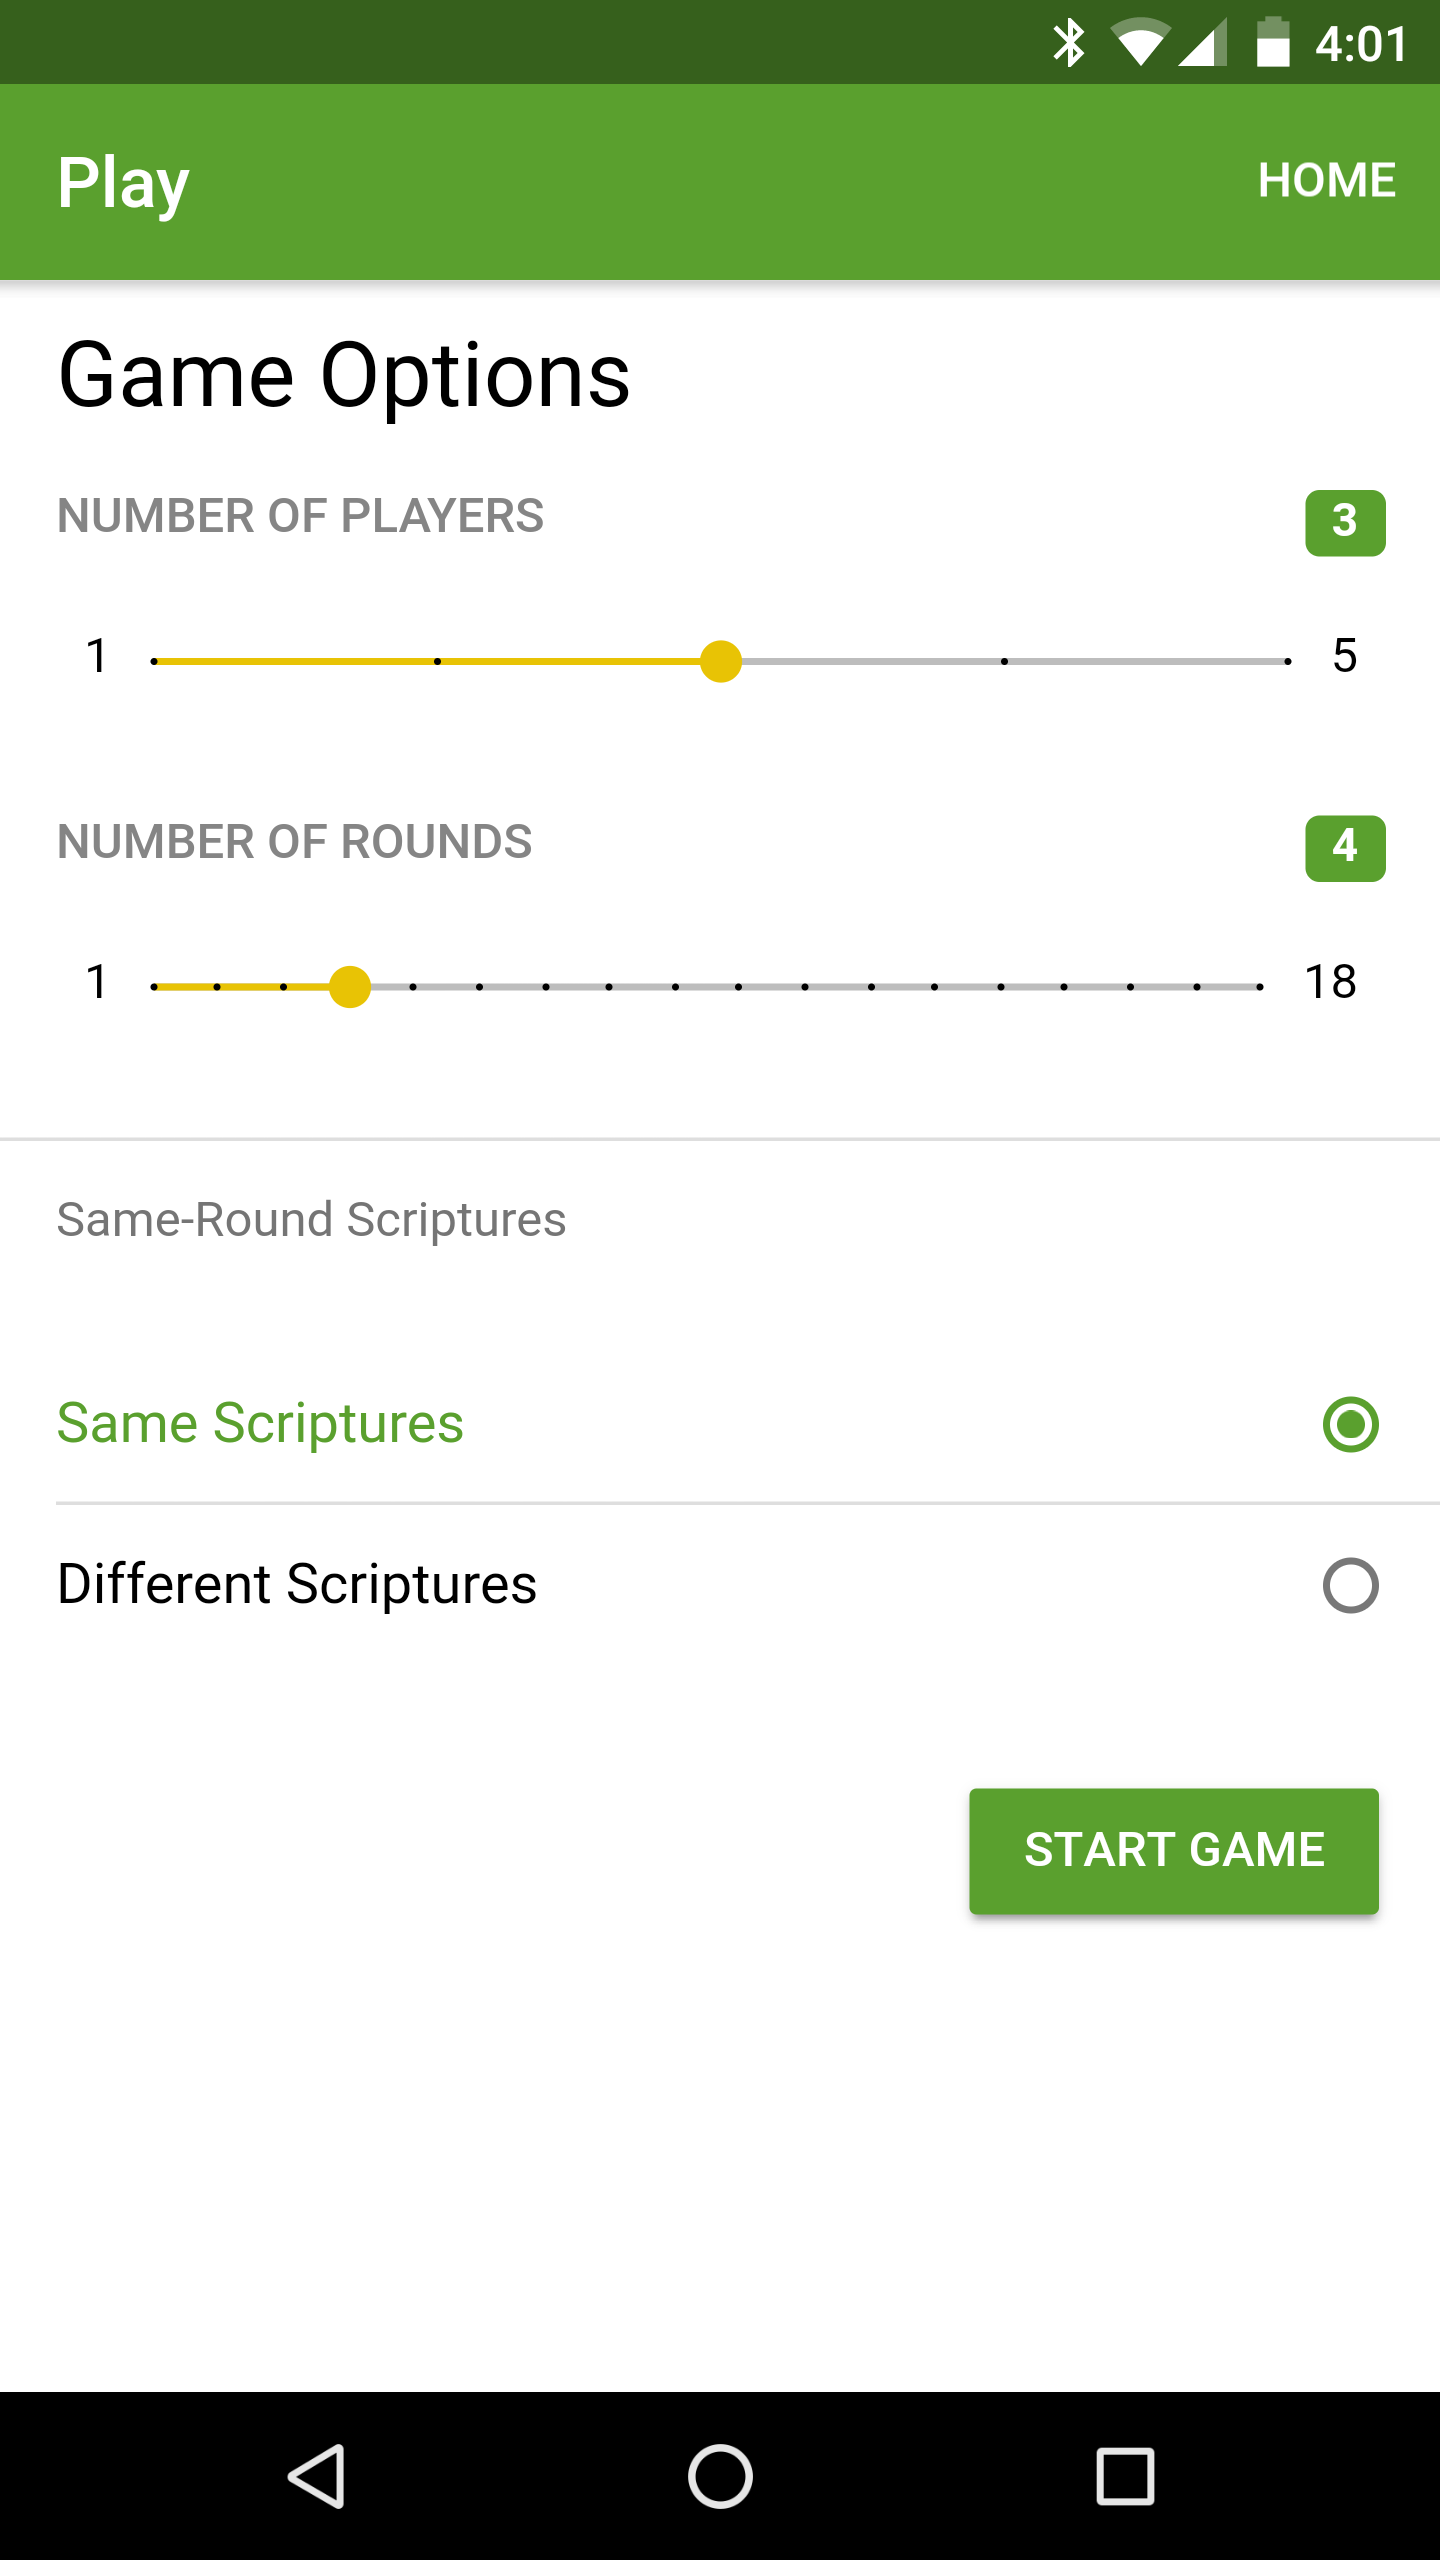 4:01
Play
HOME
Game Options
NUMBER OF PLAYERS
3
1
5
NUMBER OF ROUNDS
4
1
18
Same-Round Scriptures
Same Scriptures
Different Scriptures
START GAME